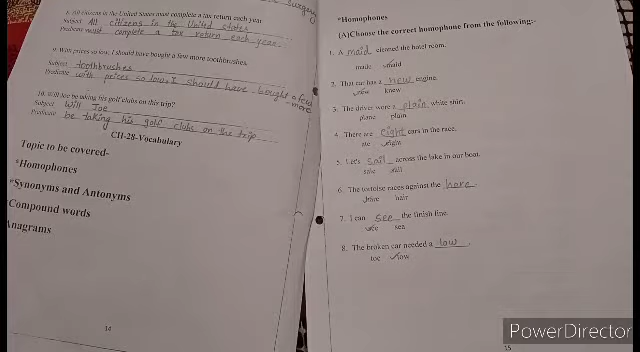 surgery
8. All citizens in the United States must complete a tax return each year.
Subject All citizens in the United States
Predicate must complete a tax return each year.
9. With prices so low, I should have bought a few more toothbrushes.
Subject toothbrushes
Predicate with prices so low, I should have bought a few more
10. Will Joe be taking his golf clubs on this trip?
Subject Will Joe
Predicate be taking his golf clubs on the trip
CH-28-Vocabulary
Topic to be covered-
*Homophones
*Synonyms and Antonyms
Compound words
Anagrams
14
*Homophones
(A)Choose the correct homophone from the following:-
1. A maid cleaned the hotel room.
made maid
2. That car has a new engine.
new knew
3. The driver wore a plain white shirt.
plane plain
4. There are eight cars in the race.
ate eight
5. Let's sail across the lake in our boat.
sale sail
6. The tortoise races against the hare.
hare hair
7. I can see the finish line.
see sea
8. The broken car needed a tow.
toe tow
15
PowerDirector